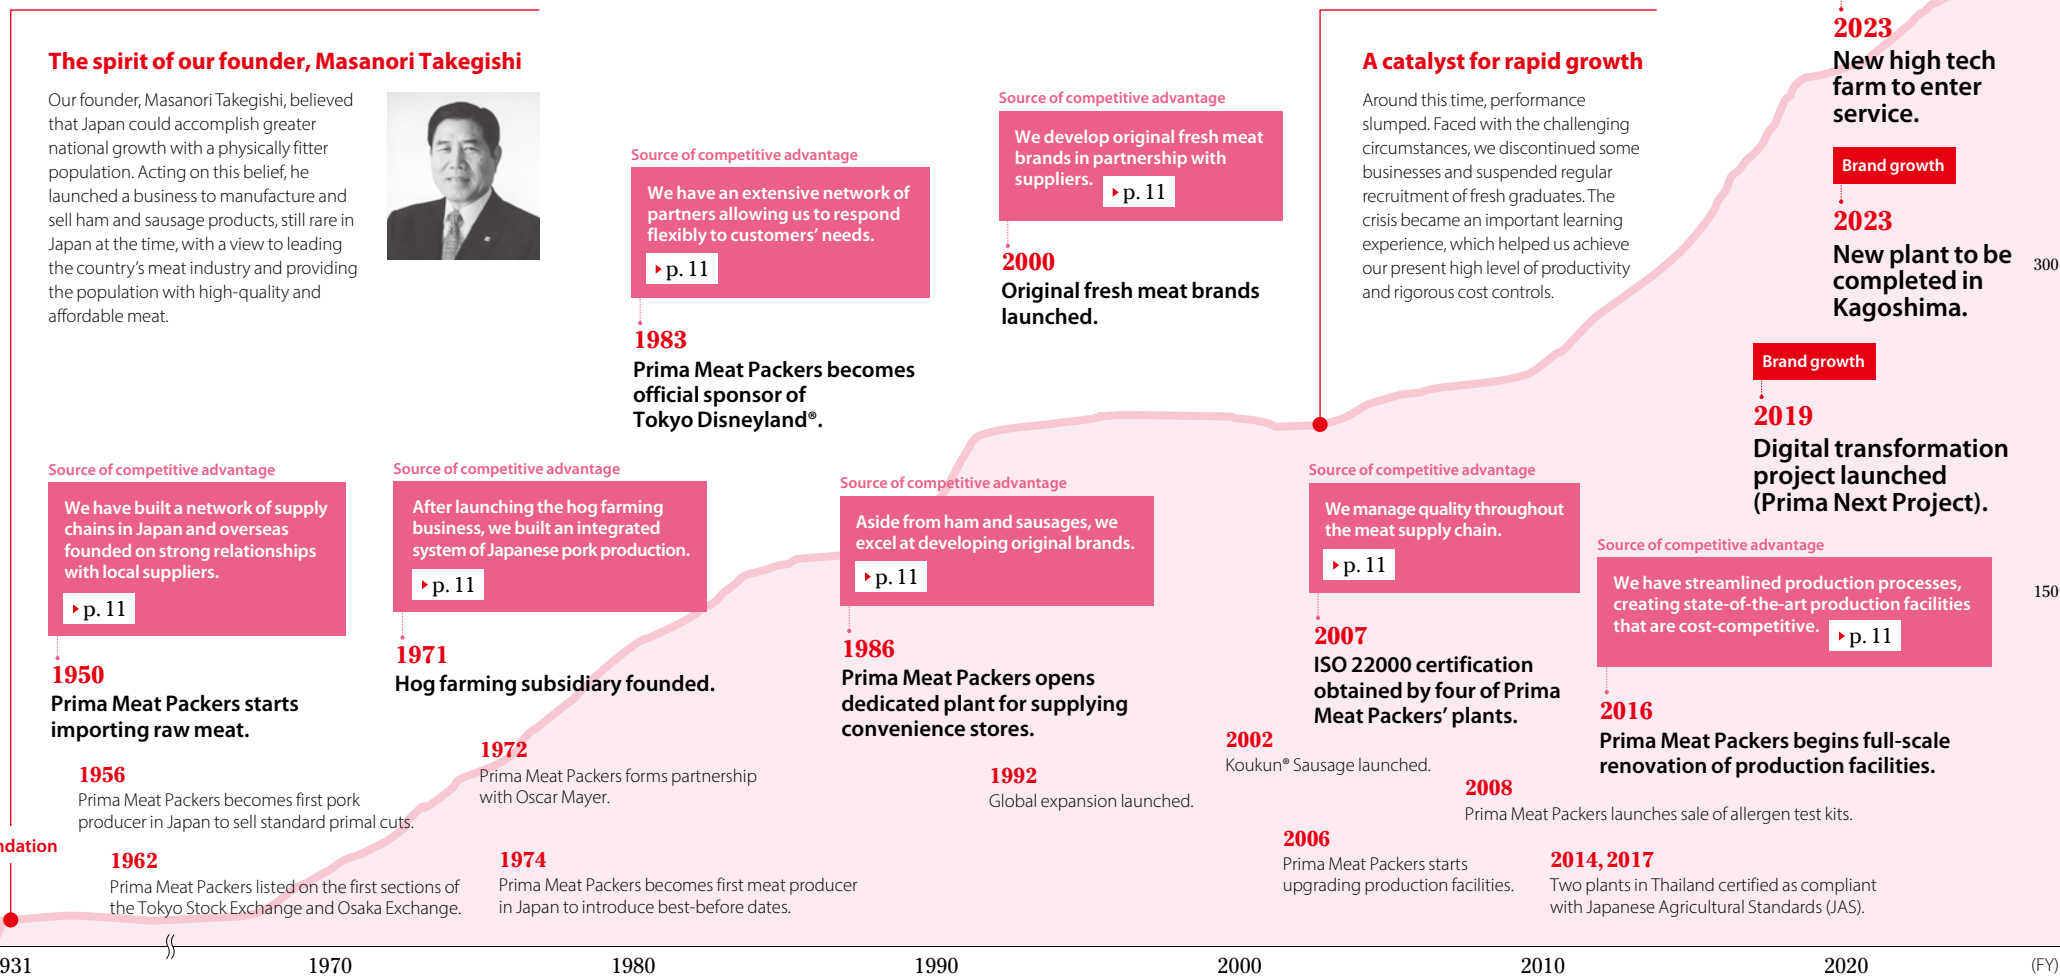 The spirit of our founder, Masanori Takegishi
Our founder, Masanori Takegishi, believed
that Japan could accomplish greater
national growth with a physically fitter
population. Acting on this belief, he
launched a business to manufacture and
sell ham and sausage products, still rare in
Japan at the time, with a view to leading
the country's meat industry and providing
the population with high-quality and
affordable meat.
Source of competitive advantage
We have an extensive network of
partners allowing us to respond
flexibly to customers' needs.
p. 11
1983
Prima Meat Packers becomes
official sponsor of
Tokyo Disneyland®.
Source of competitive advantage
We develop original fresh meat
brands in partnership with
suppliers. p. 11
2000
Original fresh meat brands
launched.
A catalyst for rapid growth
Around this time, performance
slumped. Faced with the challenging
circumstances, we discontinued some
businesses and suspended regular
recruitment of fresh graduates. The
crisis became an important learning
experience, which helped us achieve
our present high level of productivity
and rigorous cost controls.
2023
New high tech
farm to enter
service.
Brand growth
2023
New plant to be
completed in
Kagoshima.
300
Brand growth
2019
Digital transformation
project launched
(Prima Next Project).
Source of competitive advantage
We have built a network of supply
chains in Japan and overseas
founded on strong relationships
with local suppliers.
p. 11
1950
Prima Meat Packers starts
importing raw meat.
Source of competitive advantage
After launching the hog farming
business, we built an integrated
system of Japanese pork production.
p. 11
1971
Hog farming subsidiary founded.
Source of competitive advantage
Aside from ham and sausages, we
excel at developing original brands.
p. 11
1986
Prima Meat Packers opens
dedicated plant for supplying
convenience stores.
Source of competitive advantage
We manage quality throughout
the meat supply chain.
p. 11
2007
ISO 22000 certification
obtained by four of Prima
Meat Packers' plants.
Source of competitive advantage
We have streamlined production processes,
creating state-of-the-art production facilities
that are cost-competitive. p. 11
150
2016
Prima Meat Packers begins full-scale
renovation of production facilities.
1956
Prima Meat Packers becomes first pork
producer in Japan to sell standard primal cuts.
1972
Prima Meat Packers forms partnership
with Oscar Mayer.
1992
Global expansion launched.
2002
Koukun® Sausage launched.
2008
Prima Meat Packers launches sale of allergen test kits.
ndation
1962
Prima Meat Packers listed on the first sections of
the Tokyo Stock Exchange and Osaka Exchange.
1974
Prima Meat Packers becomes first meat producer
in Japan to introduce best-before dates.
2006
Prima Meat Packers starts
upgrading production facilities.
2014, 2017
Two plants in Thailand certified as compliant
with Japanese Agricultural Standards (JAS).
931 1970 1980 1990 2000 2010 2020 (FY)